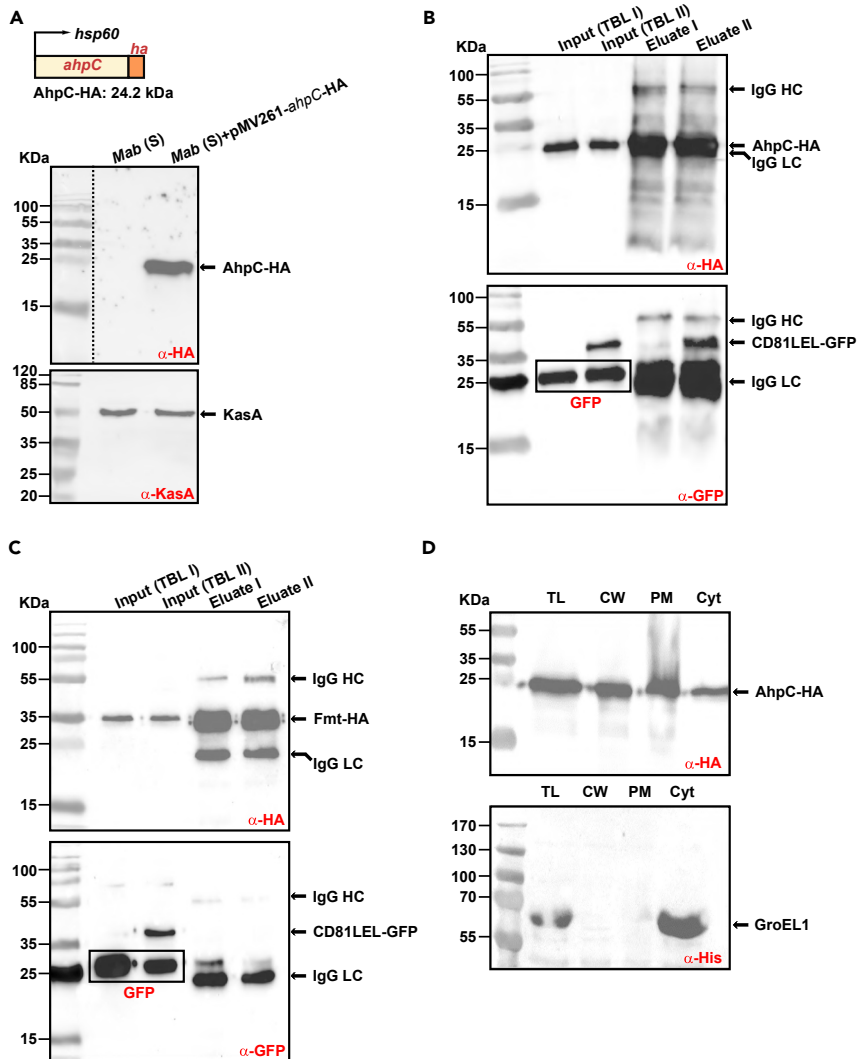 A
hsp60
ha
ahpC
AhpC-HA: 24.2 kDa
Mab (S)
Mab (S)+pMV261-ahpC-HA
KDa
100
55
35
25
15
AhpC-HA
α-HA
120
85
50
35
25
20
KasA
α-KasA
B
Input (TBL I)
Input (TBL II)
Eluate I
Eluate II
KDa
100
55
35
25
15
IgG HC
AhpC-HA
IgG LC
α-HA
100
55
35
25
15
IgG HC
CD81LEL-GFP
IgG LC
GFP
α-GFP
C
Input (TBL I)
Input (TBL II)
Eluate I
Eluate II
KDa
100
55
35
25
15
IgG HC
Fmt-HA
IgG LC
α-HA
100
55
35
25
15
IgG HC
CD81LEL-GFP
IgG LC
GFP
α-GFP
D
TL CW PM Cyt
KDa
55
35
25
15
AhpC-HA
α-HA
TL CW PM Cyt
170
130
100
70
55
GroEL1
α-His